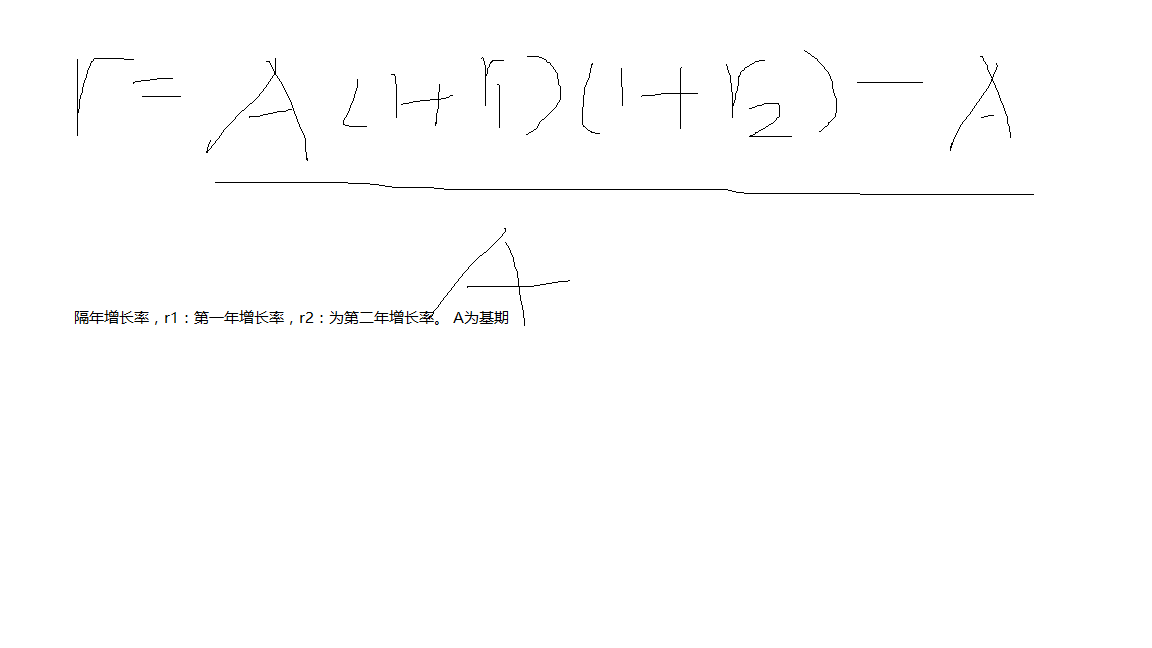 r = A(1+r1)(1+r2) — A
A
隔年增长率，r1：第一年增长率，r2：为第二年增长率。 A为基期